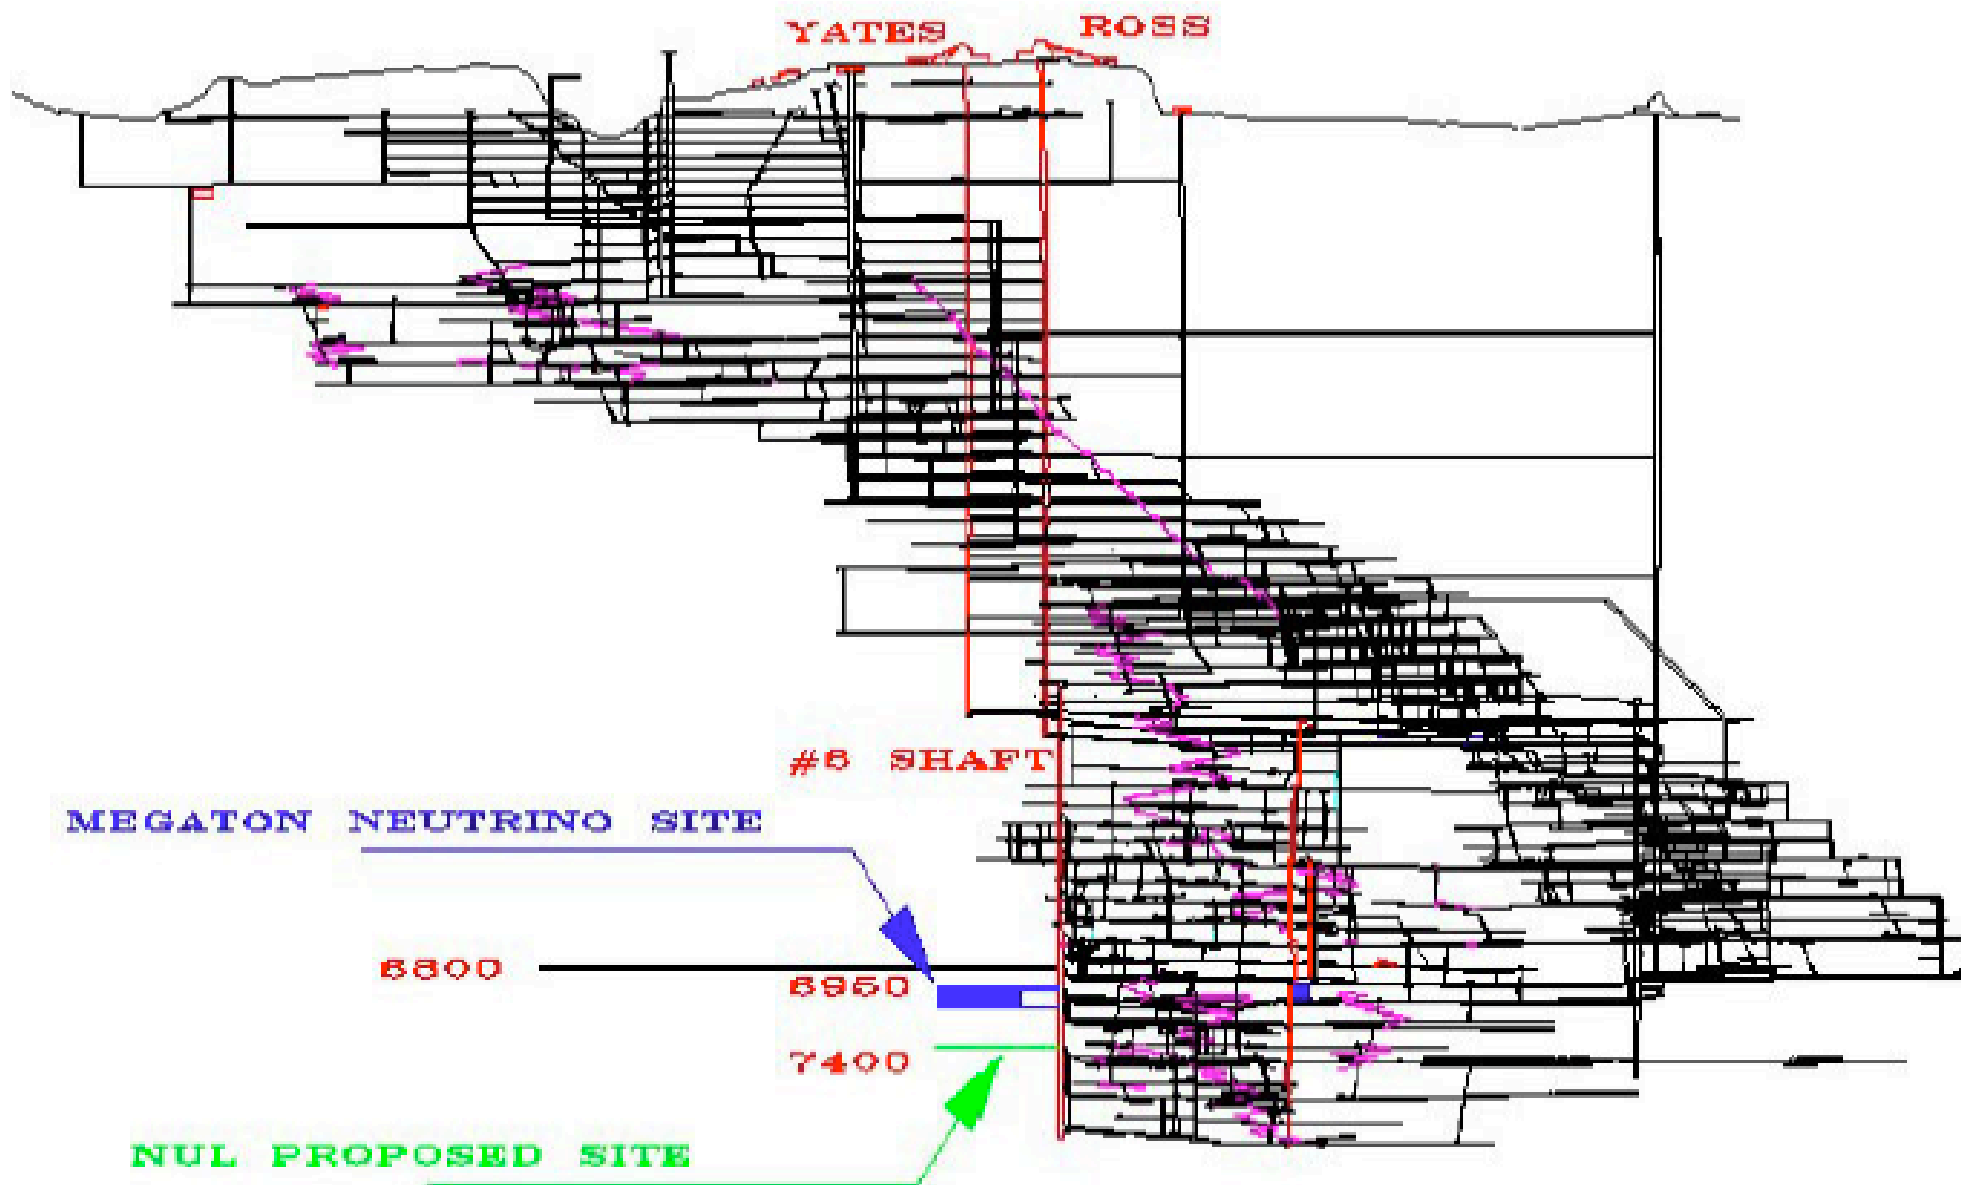 YATES
ROSS
#6 SHAFT
MEGATON NEUTRINO SITE
6800
6950
7400
NUL PROPOSED SITE